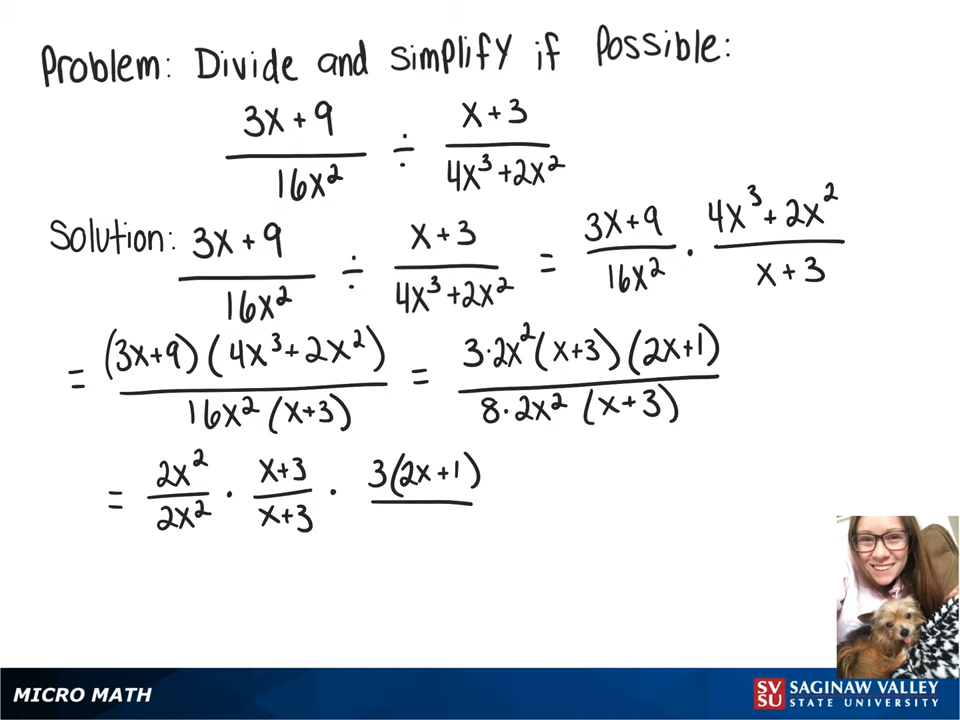 Problem: Divide and simplify if possible:
(3x + 9)/(16x²) ÷ (x + 3)/(4x³ + 2x²)
Solution: (3x + 9)/(16x²) ÷ (x + 3)/(4x³ + 2x²) = (3x + 9)/(16x²) · (4x³ + 2x²)/(x + 3)
= ((3x + 9)(4x³ + 2x²))/(16x²(x + 3)) = (3 · 2x²(x + 3)(2x + 1))/(8 · 2x²(x + 3))
= (2x²)/(2x²) · (x + 3)/(x + 3) · 3(2x + 1)/
MICRO MATH
SVSU SAGINAW VALLEY
STATE UNIVERSITY